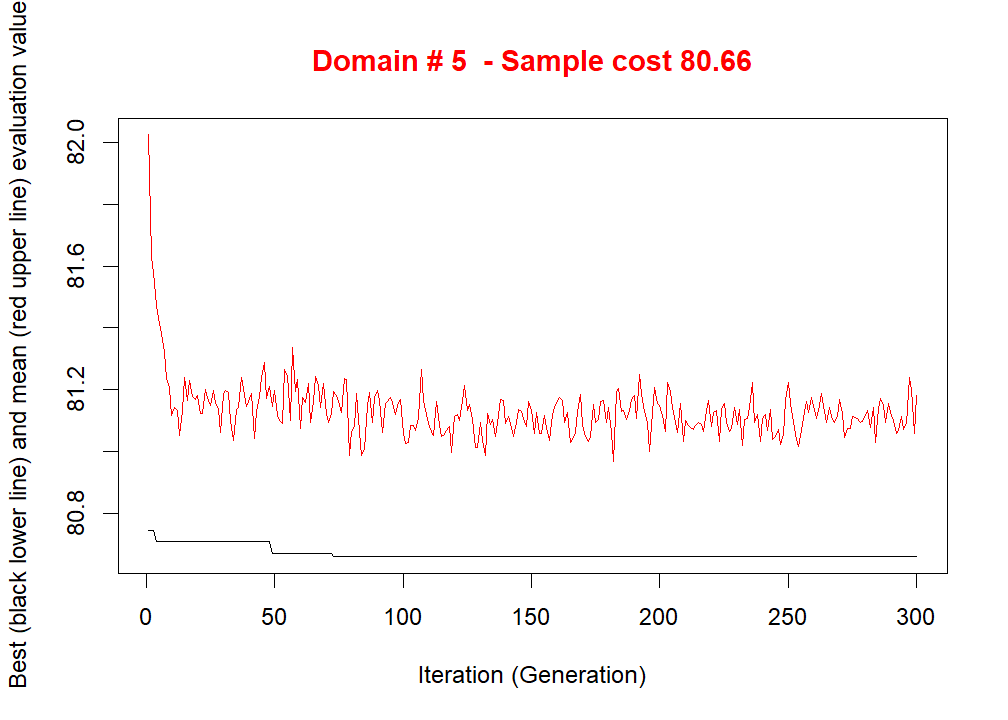 Domain # 5  - Sample cost 80.66
Best (black lower line) and mean (red upper line) evaluation value
82.0
81.6
81.2
80.8
0 50 100 150 200 250 300
Iteration (Generation)